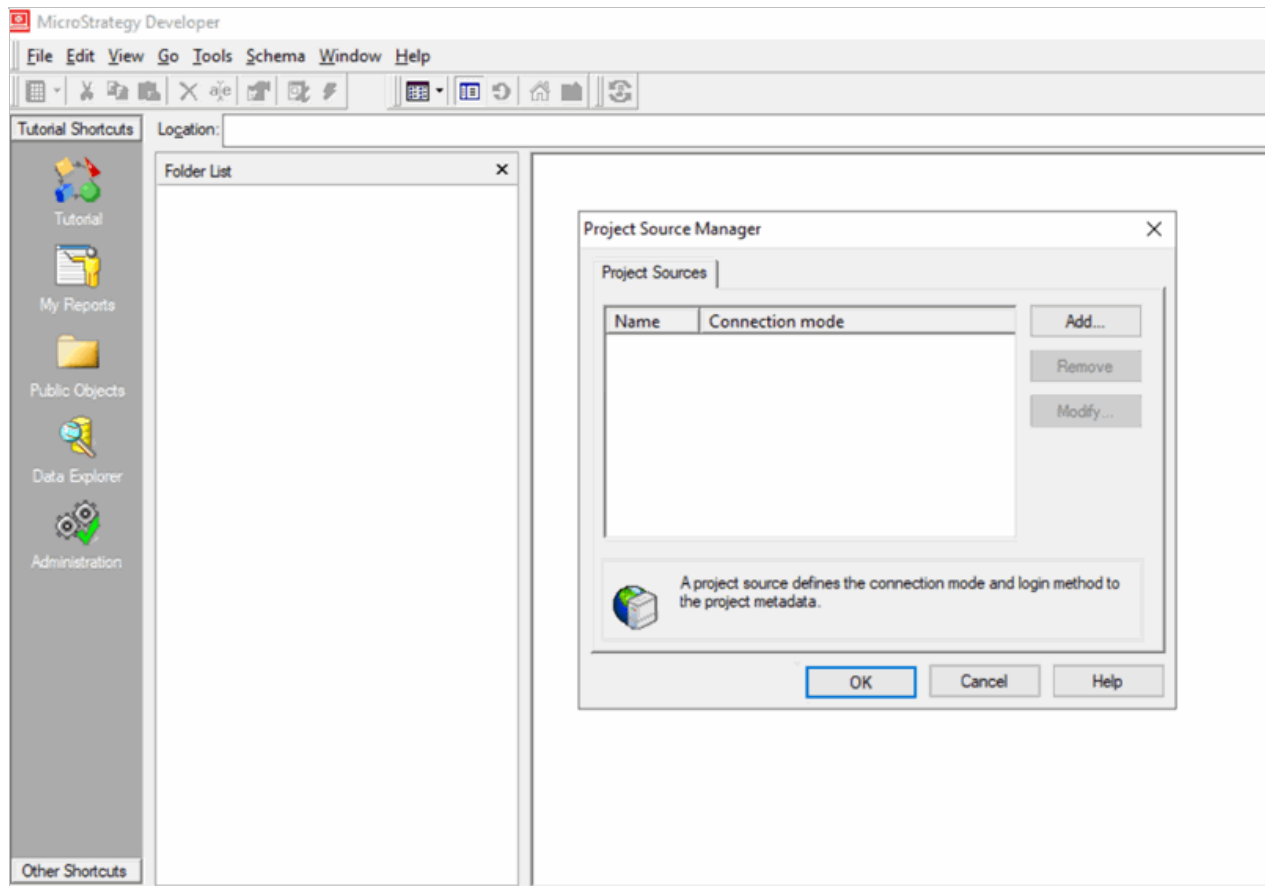 MicroStrategy Developer
File Edit View Go Tools Schema Window Help
Tutorial Shortcuts
Location:
Tutorial
My Reports
Public Objects
Data Explorer
Administration
Other Shortcuts
Folder List
Project Source Manager
Project Sources
Name Connection mode
Add...
Remove
Modify...
A project source defines the connection mode and login method to
the project metadata.
OK Cancel Help